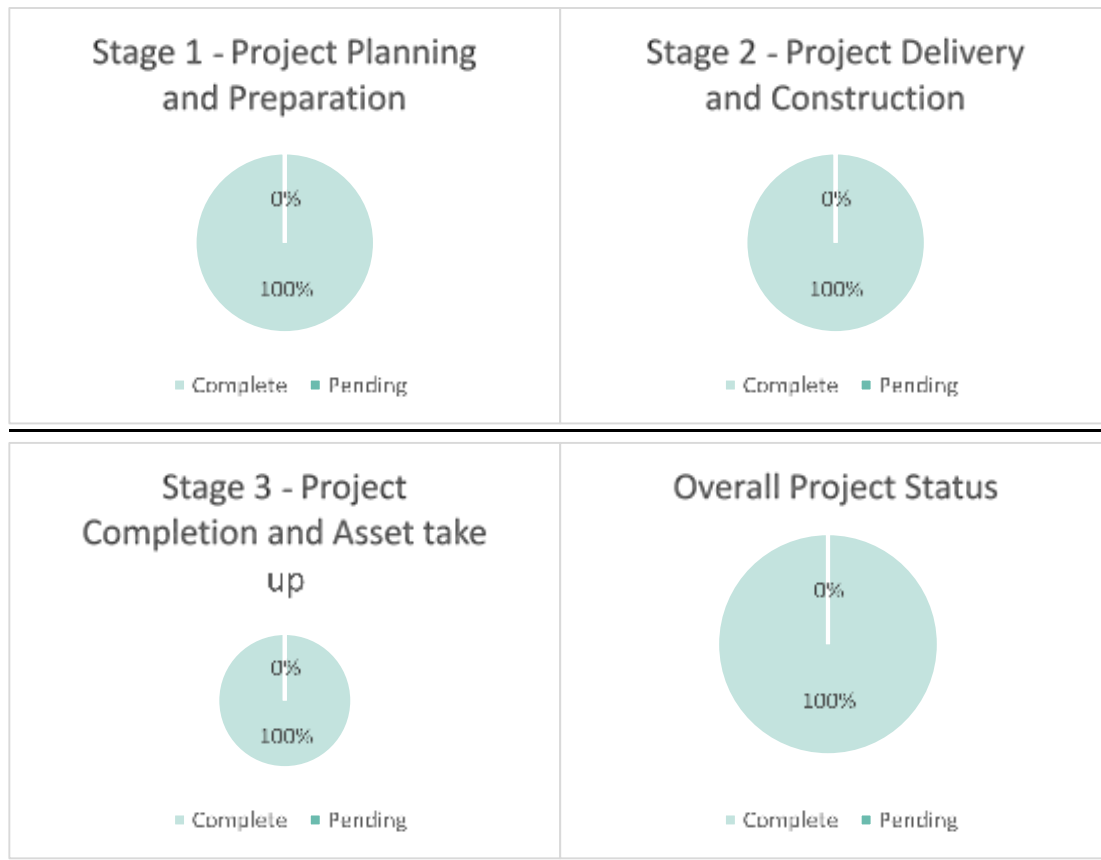 Stage 1 - Project Planning
and Preparation
0%
100%
Complete Pending
Stage 2 - Project Delivery
and Construction
0%
100%
Complete Pending
Stage 3 - Project
Completion and Asset take
up
0%
100%
Complete Pending
Overall Project Status
0%
100%
Complete Pending